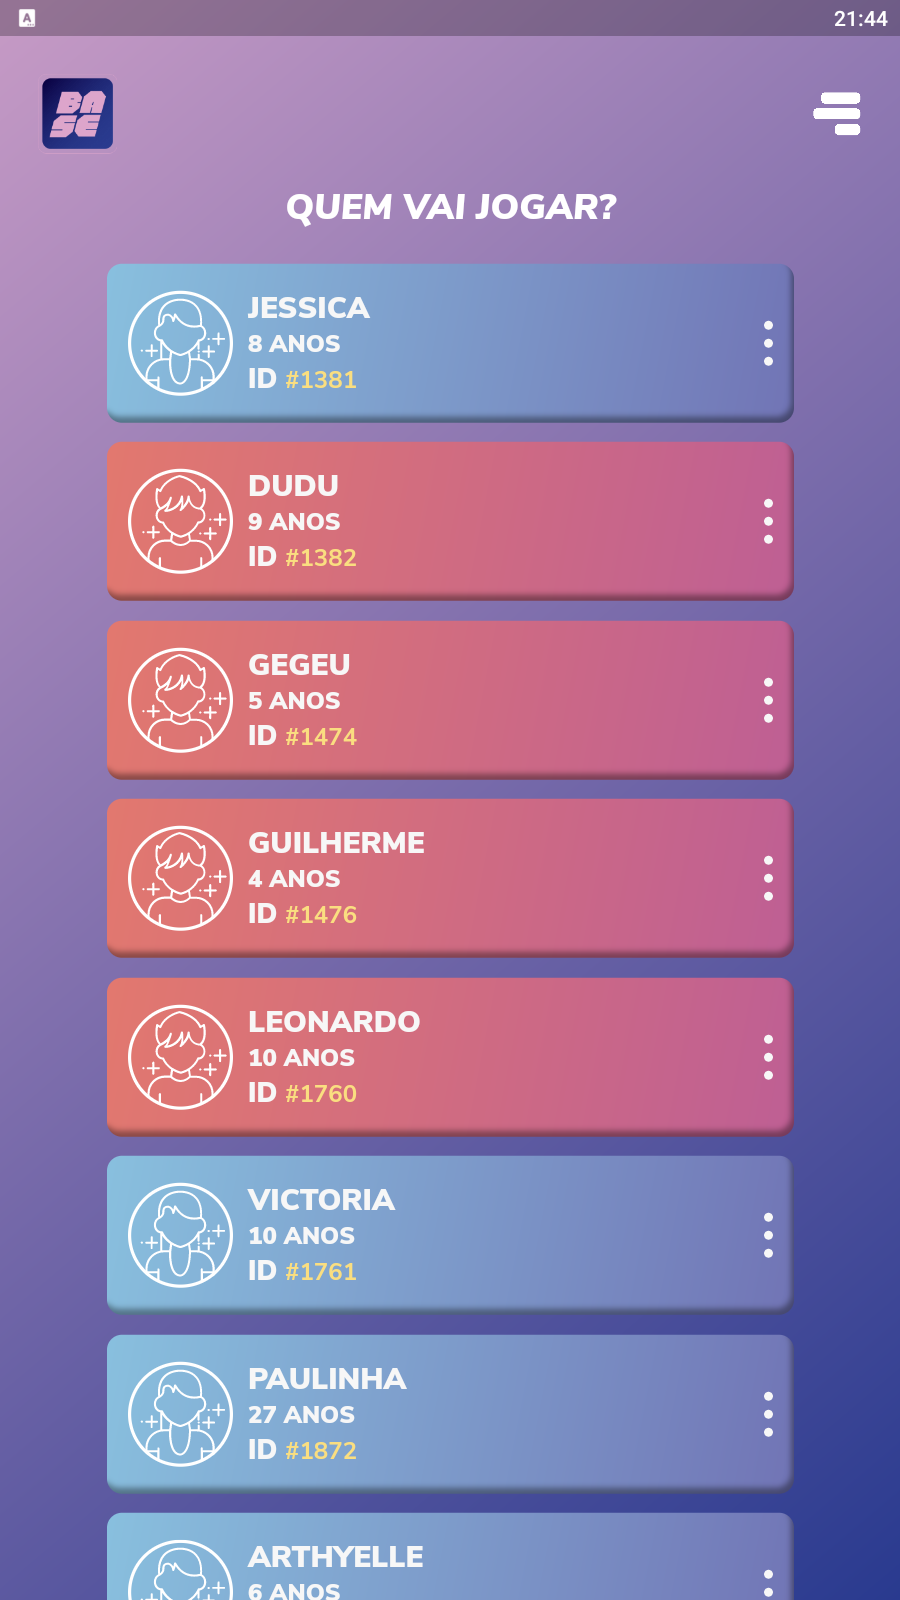 A
21:44
BA
SE
QUEM VAI JOGAR?
JESSICA
8 ANOS
ID #1381
DUDU
9 ANOS
ID #1382
GEGEU
5 ANOS
ID #1474
GUILHERME
4 ANOS
ID #1476
LEONARDO
10 ANOS
ID #1760
VICTORIA
10 ANOS
ID #1761
PAULINHA
27 ANOS
ID #1872
ARTHYELLE
6 ANOS